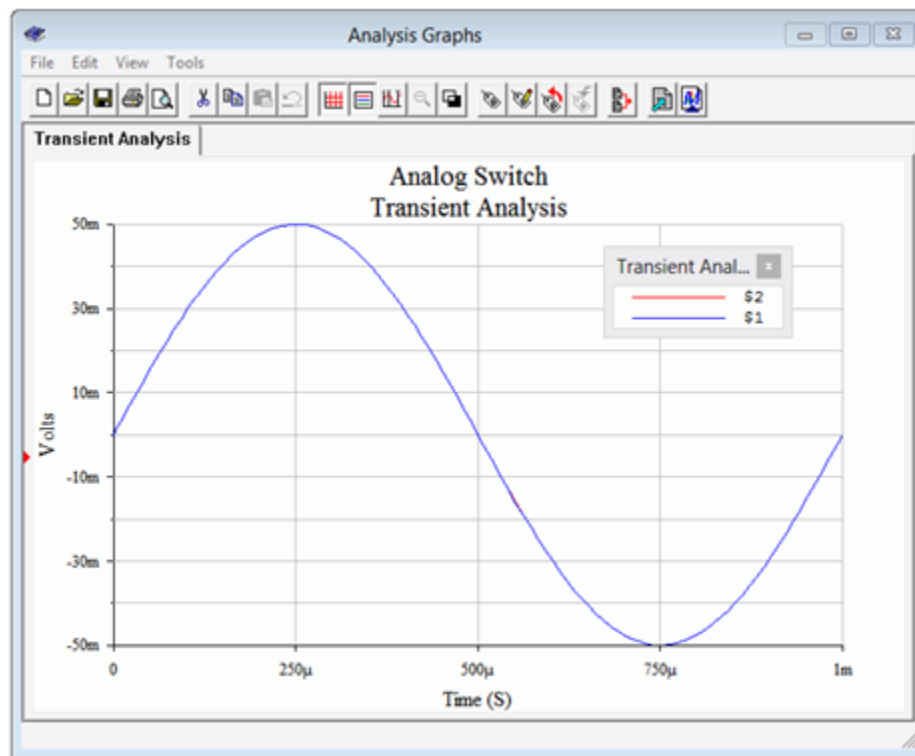 Analysis Graphs
File Edit View Tools
Transient Analysis
Analog Switch
Transient Analysis
50m
30m
10m
-10m
-30m
-50m
Volts
Transient Anal... x
$2
$1
0 250µ 500µ 750µ 1m
Time (S)